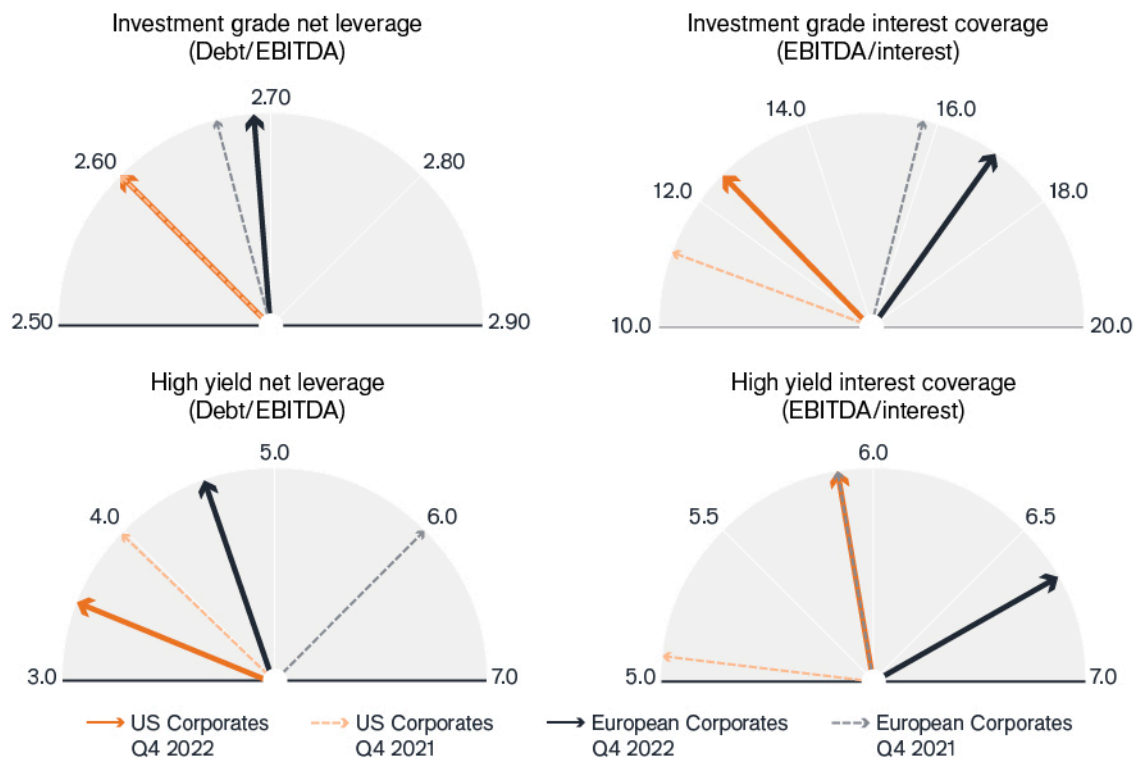 Investment grade net leverage
(Debt/EBITDA)
2.50
2.60
2.70
2.80
2.90
Investment grade interest coverage
(EBITDA/interest)
10.0
12.0
14.0
16.0
18.0
20.0
High yield net leverage
(Debt/EBITDA)
3.0
4.0
5.0
6.0
7.0
High yield interest coverage
(EBITDA/interest)
5.0
5.5
6.0
6.5
7.0
US Corporates
Q4 2022
US Corporates
Q4 2021
European Corporates
Q4 2022
European Corporates
Q4 2021